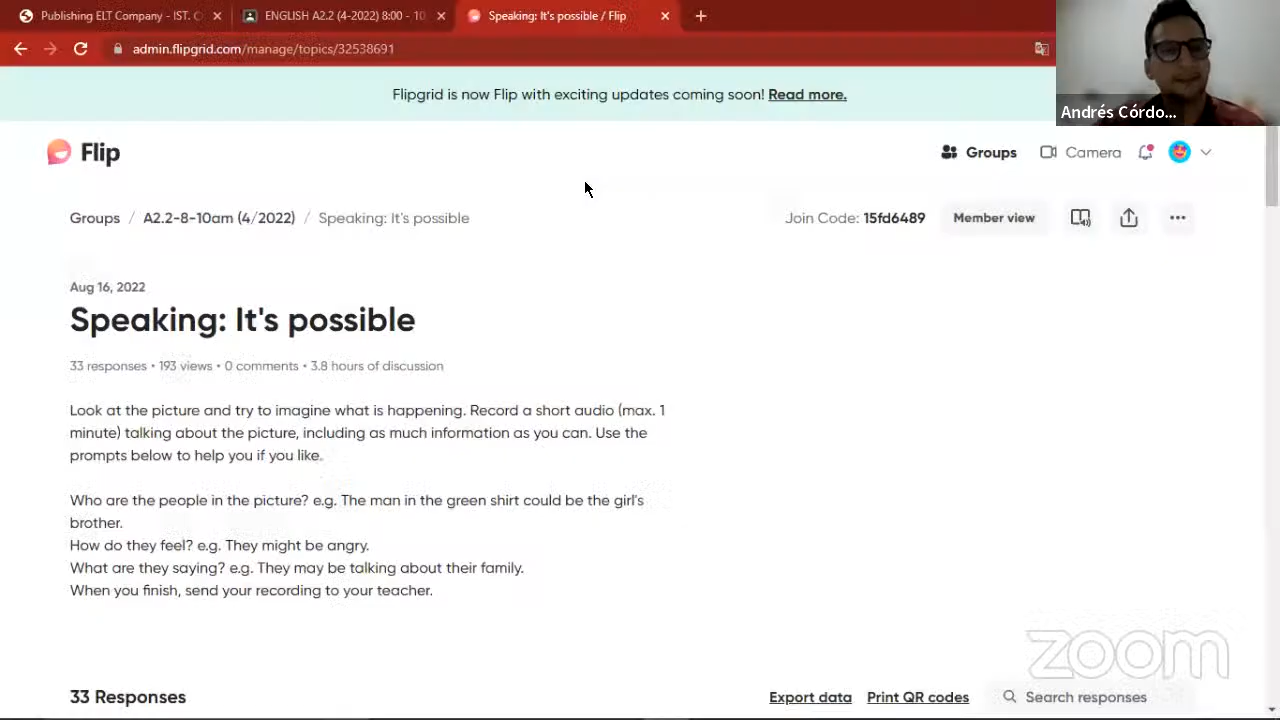 Publishing ELT Company - IST. C
ENGLISH A2.2 (4-2022) 8:00 - 10
Speaking: It's possible / Flip
admin.flipgrid.com/manage/topics/32538691
Flipgrid is now Flip with exciting updates coming soon! Read more.
Andrés Córdo...
Flip
Groups
Camera
Groups / A2.2-8-10am (4/2022) / Speaking: It's possible
Join Code: 15fd6489
Member view
Aug 16, 2022
Speaking: It's possible
33 responses • 193 views • 0 comments • 3.8 hours of discussion
Look at the picture and try to imagine what is happening. Record a short audio (max. 1
minute) talking about the picture, including as much information as you can. Use the
prompts below to help you if you like.
Who are the people in the picture? e.g. The man in the green shirt could be the girl's
brother.
How do they feel? e.g. They might be angry.
What are they saying? e.g. They may be talking about their family.
When you finish, send your recording to your teacher.
zoom
33 Responses
Export data
Print QR codes
Search responses